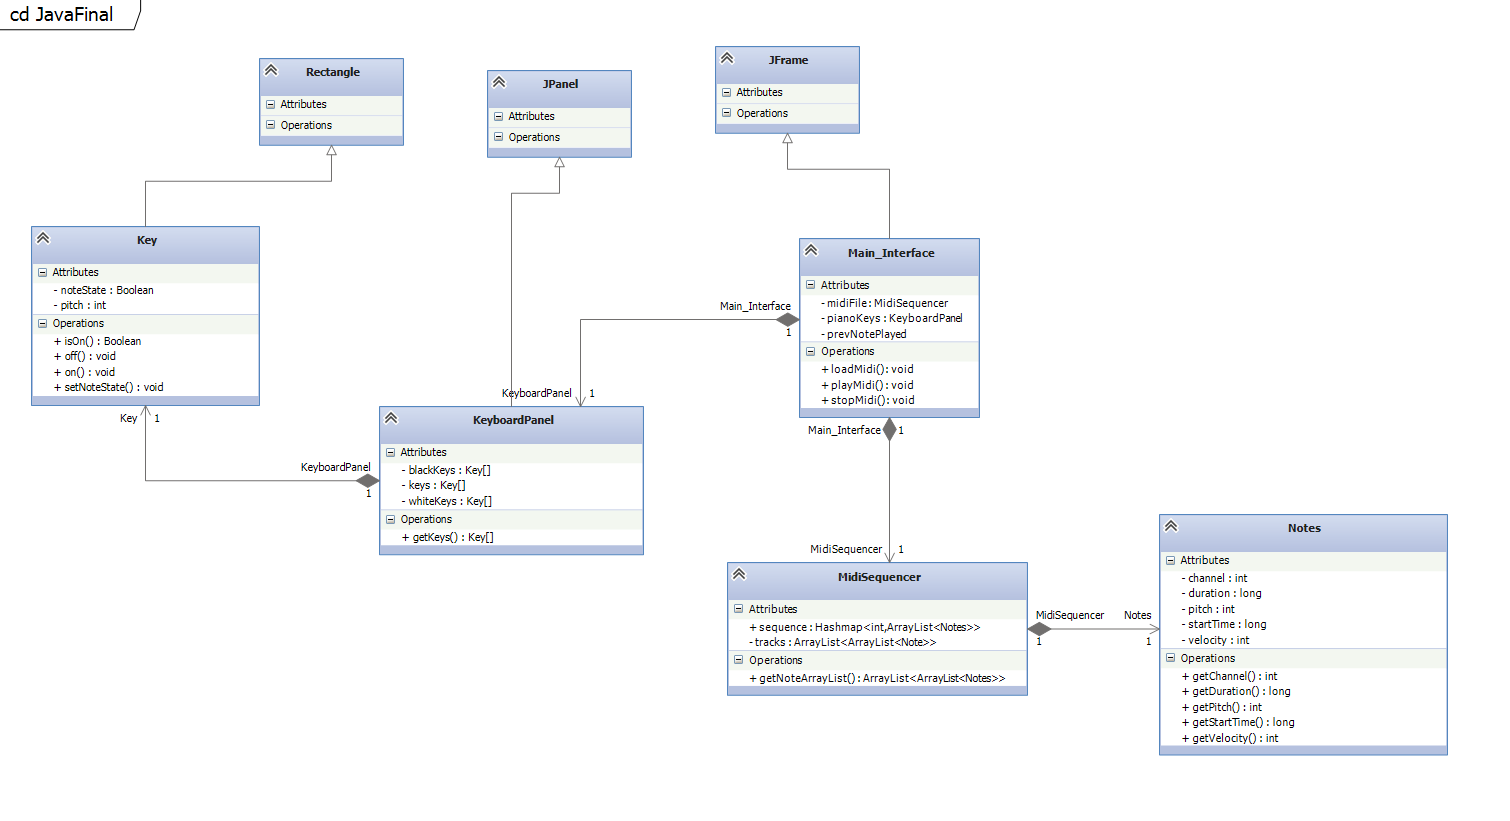 cd JavaFinal
Rectangle
Attributes
Operations
JPanel
Attributes
Operations
JFrame
Attributes
Operations
Key
Attributes
- noteState : Boolean
- pitch : int
Operations
+ isOn() : Boolean
+ off() : void
+ on() : void
+ setNoteState() : void
Main_Interface
Attributes
- midiFile : MidiSequencer
- pianoKeys : KeyboardPanel
- prevNotePlayed
Operations
+ loadMidi() : void
+ playMidi() : void
+ stopMidi() : void
Main_Interface
1
KeyboardPanel 1
Key 1
KeyboardPanel
1
KeyboardPanel
Attributes
- blackKeys : Key[]
- keys : Key[]
- whiteKeys : Key[]
Operations
+ getKeys() : Key[]
Main_Interface 1
MidiSequencer 1
MidiSequencer
Attributes
+ sequence : Hashmap<int,ArrayList<Notes>>
- tracks : ArrayList<ArrayList<Note>>
Operations
+ getNoteArrayList() : ArrayList<ArrayList<Notes>>
MidiSequencer Notes
1 1
Notes
Attributes
- channel : int
- duration : long
- pitch : int
- startTime : long
- velocity : int
Operations
+ getChannel() : int
+ getDuration() : long
+ getPitch() : int
+ getStartTime() : long
+ getVelocity() : int